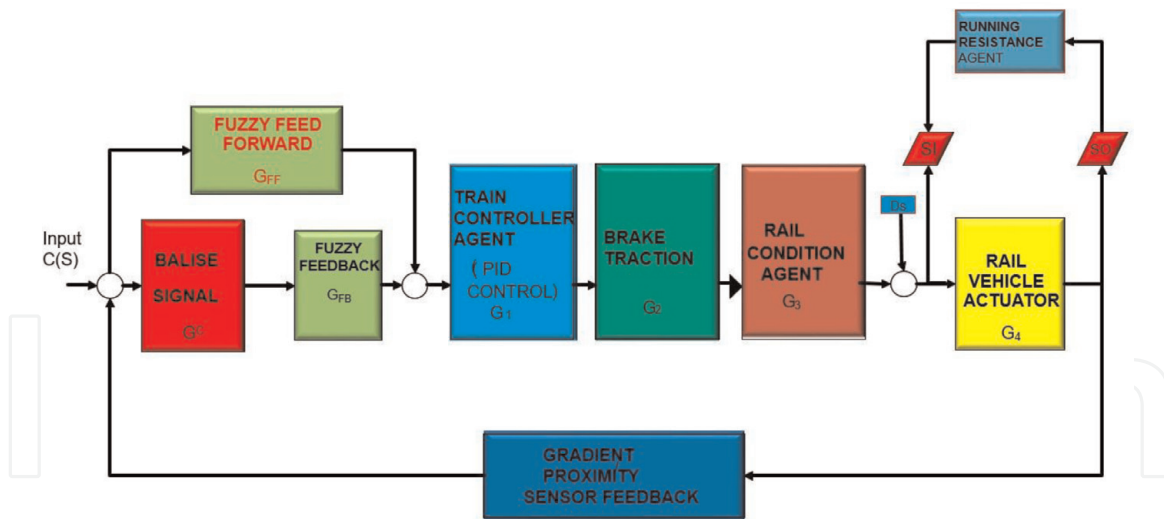 RUNNING
RESISTANCE
AGENT
FUZZY FEED
FORWARD
GFF
SI
SO
Input
C(S)
BALISE
SIGNAL
G0
FUZZY
FEEDBACK
GFB
TRAIN
CONTROLLER
AGENT
( PID
CONTROL)
G1
BRAKE
TRACTION
G2
RAIL
CONDITION
AGENT
G3
Ds
RAIL
VEHICLE
ACTUATOR
G4
GRADIENT
PROXIMITY
SENSOR FEEDBACK